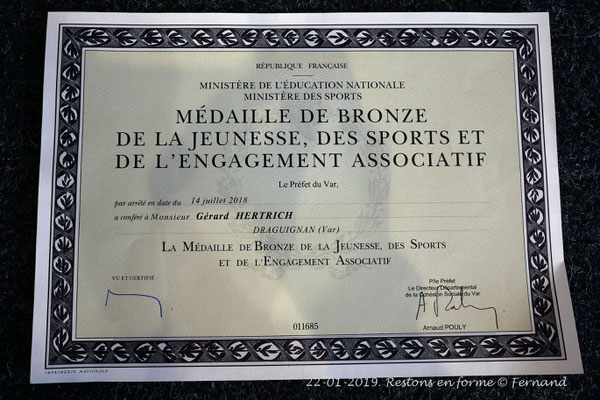 RÉPUBLIQUE FRANÇAISE
MINISTÈRE DE L'ÉDUCATION NATIONALE
MINISTÈRE DES SPORTS
MÉDAILLE DE BRONZE
DE LA JEUNESSE, DES SPORTS ET
DE L'ENGAGEMENT ASSOCIATIF
Le Préfet du Var,
par arrêté en date du 14 juillet 2018
a conféré à Monsieur Gérard HERTRICH
DRAGUIGNAN (Var)
LA MÉDAILLE DE BRONZE DE LA JEUNESSE, DES SPORTS
ET DE L'ENGAGEMENT ASSOCIATIF
VU ET CERTIFIÉ
P/le Préfet
Le Directeur Départemental
de la Cohésion Sociale du Var
Arnaud POULY
011685
IMPRIMERIE NATIONALE
22-01-2019. Restons en forme © Fernand